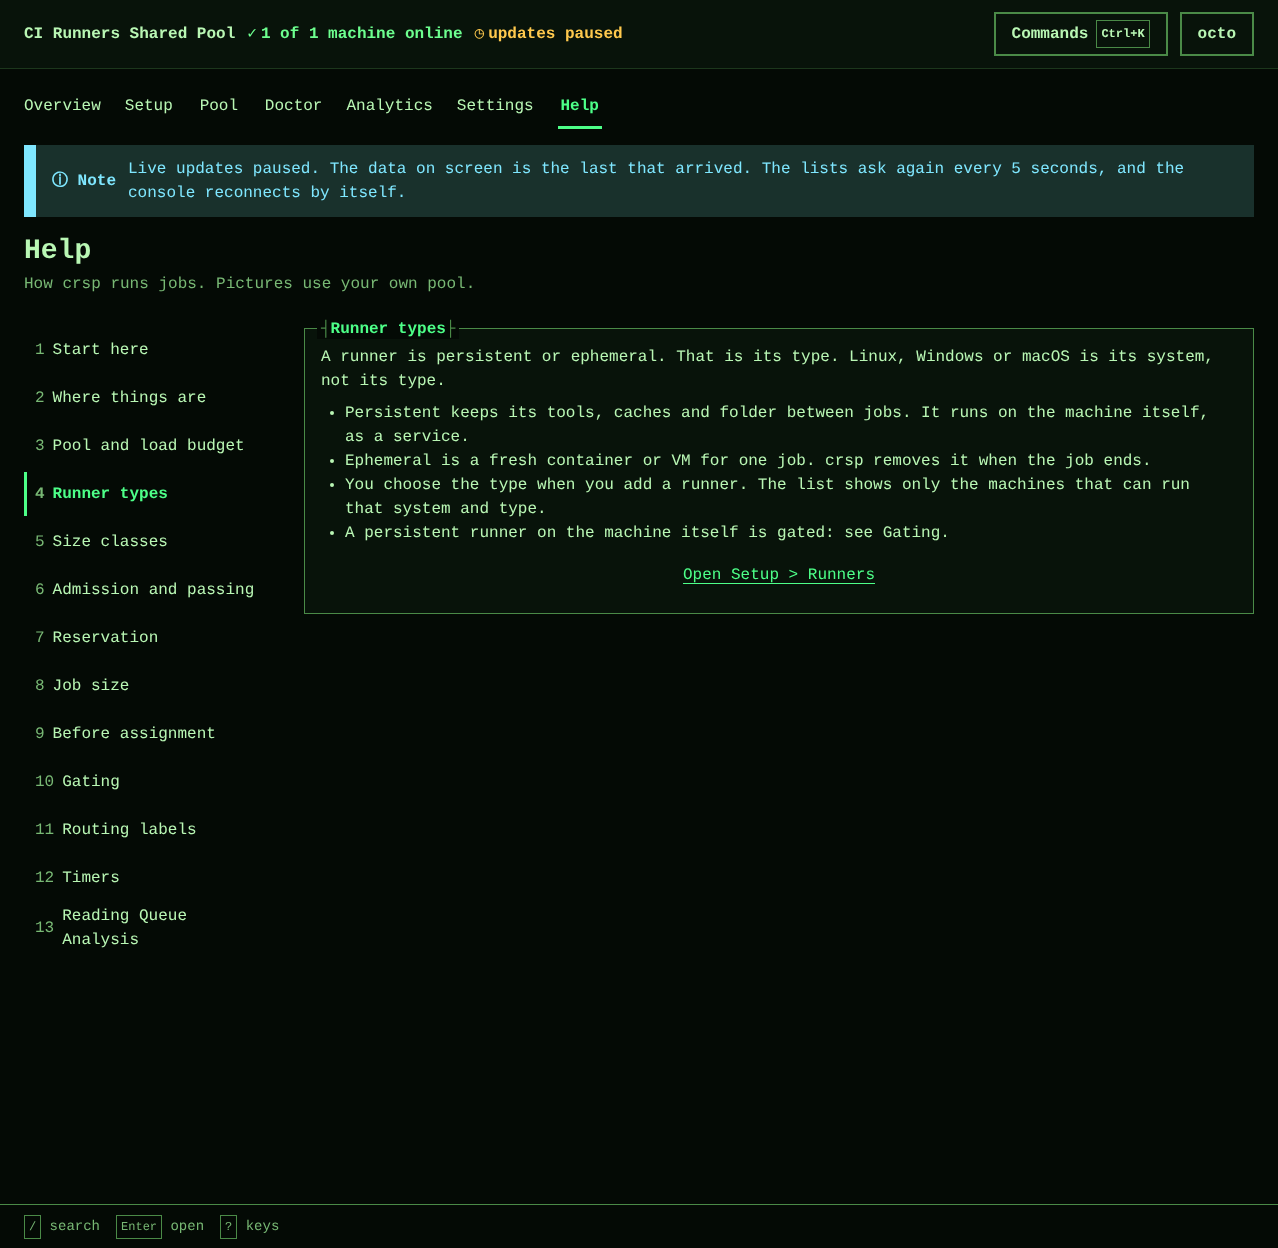 CI Runners Shared Pool ✓ 1 of 1 machine online ◷ updates paused Commands Ctrl+K octo
Overview Setup Pool Doctor Analytics Settings Help
ⓘ Note Live updates paused. The data on screen is the last that arrived. The lists ask again every 5 seconds, and the
console reconnects by itself.
Help
How crsp runs jobs. Pictures use your own pool.
1 Start here
2 Where things are
3 Pool and load budget
4 Runner types
5 Size classes
6 Admission and passing
7 Reservation
8 Job size
9 Before assignment
10 Gating
11 Routing labels
12 Timers
13 Reading Queue
Analysis
Runner types
A runner is persistent or ephemeral. That is its type. Linux, Windows or macOS is its system,
not its type.
• Persistent keeps its tools, caches and folder between jobs. It runs on the machine itself,
as a service.
• Ephemeral is a fresh container or VM for one job. crsp removes it when the job ends.
• You choose the type when you add a runner. The list shows only the machines that can run
that system and type.
• A persistent runner on the machine itself is gated: see Gating.
Open Setup > Runners
/ search Enter open ? keys